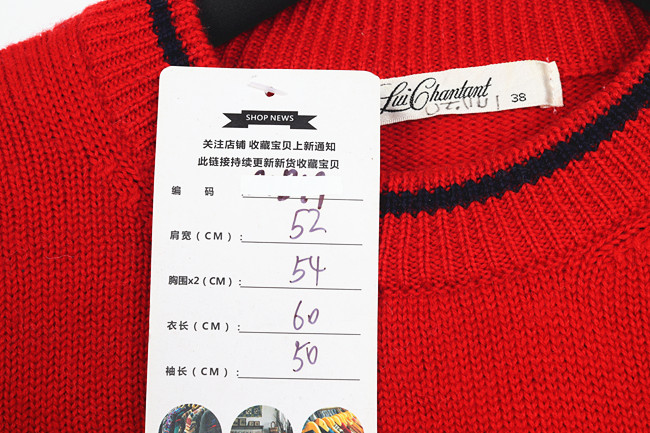 SHOP NEWS
关注店铺 收藏宝贝上新通知
此链接持续更新新货收藏宝贝
编 码
肩宽(CM): 52
胸围x2(CM): 54
衣长(CM): 60
袖长(CM): 50
Lui Chantant
38